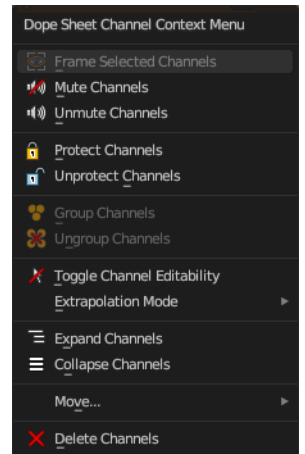 Dope Sheet Channel Context Menu
Frame Selected Channels
Mute Channels
Unmute Channels
Protect Channels
Unprotect Channels
Group Channels
Ungroup Channels
Toggle Channel Editability
Extrapolation Mode
Expand Channels
Collapse Channels
Move...
Delete Channels